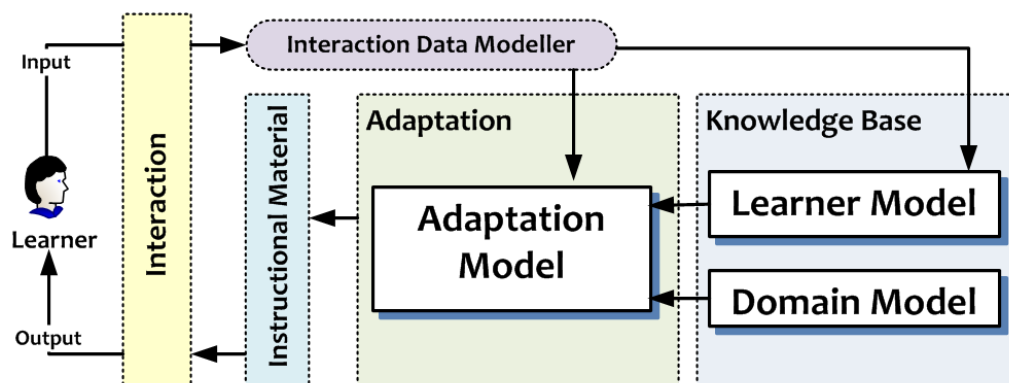 Input
Interaction Data Modeller
Learner
Output
Interaction
Instructional Material
Adaptation
Adaptation
Model
Knowledge Base
Learner Model
Domain Model